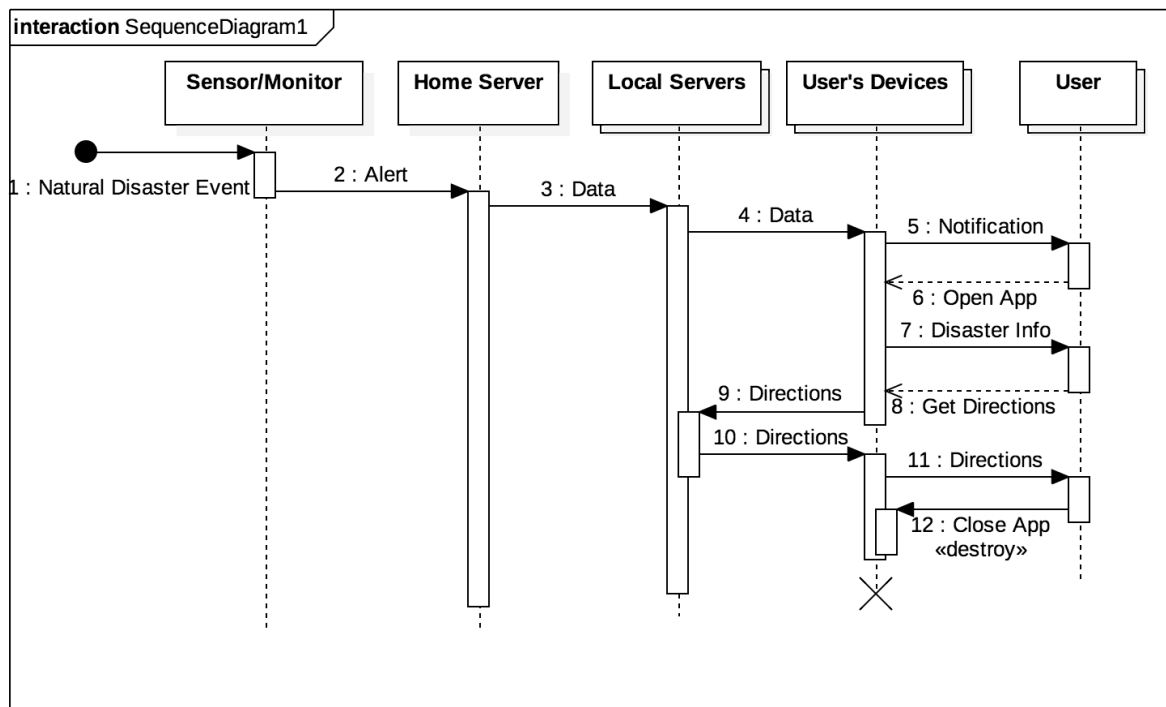 interaction SequenceDiagram1
Sensor/Monitor
Home Server
Local Servers
User's Devices
User
1 : Natural Disaster Event
2 : Alert
3 : Data
4 : Data
5 : Notification
6 : Open App
7 : Disaster Info
8 : Get Directions
9 : Directions
10 : Directions
11 : Directions
12 : Close App
«destroy»